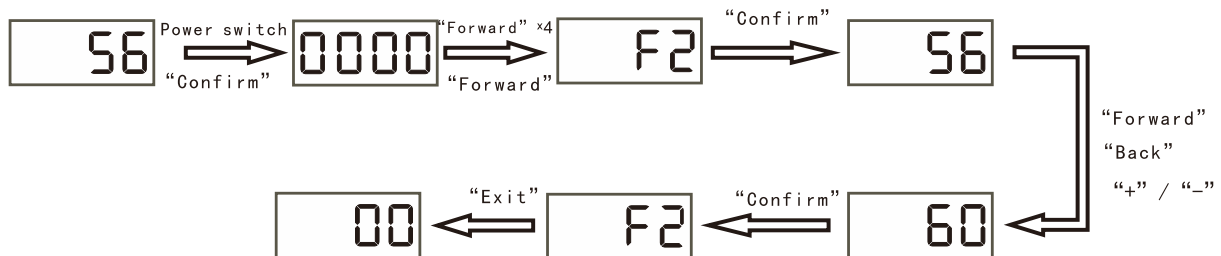 56
Power switch
“Confirm”
0000
“Forward” ×4
“Forward”
F2
“Confirm”
56
“Forward”
“Back”
“+” / “-”
60
“Confirm”
F2
“Exit”
00